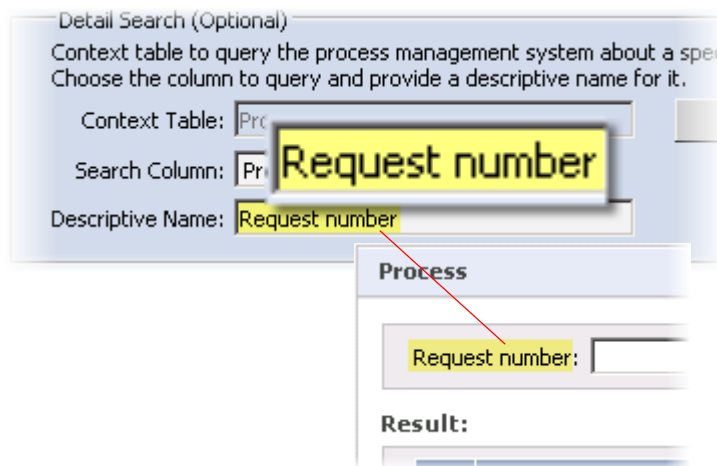 Detail Search (Optional)
Context table to query the process management system about a
Choose the column to query and provide a descriptive name for it.
Context Table:
Request number
Search Column:
Descriptive Name: Request number
Process
Request number:
Result: